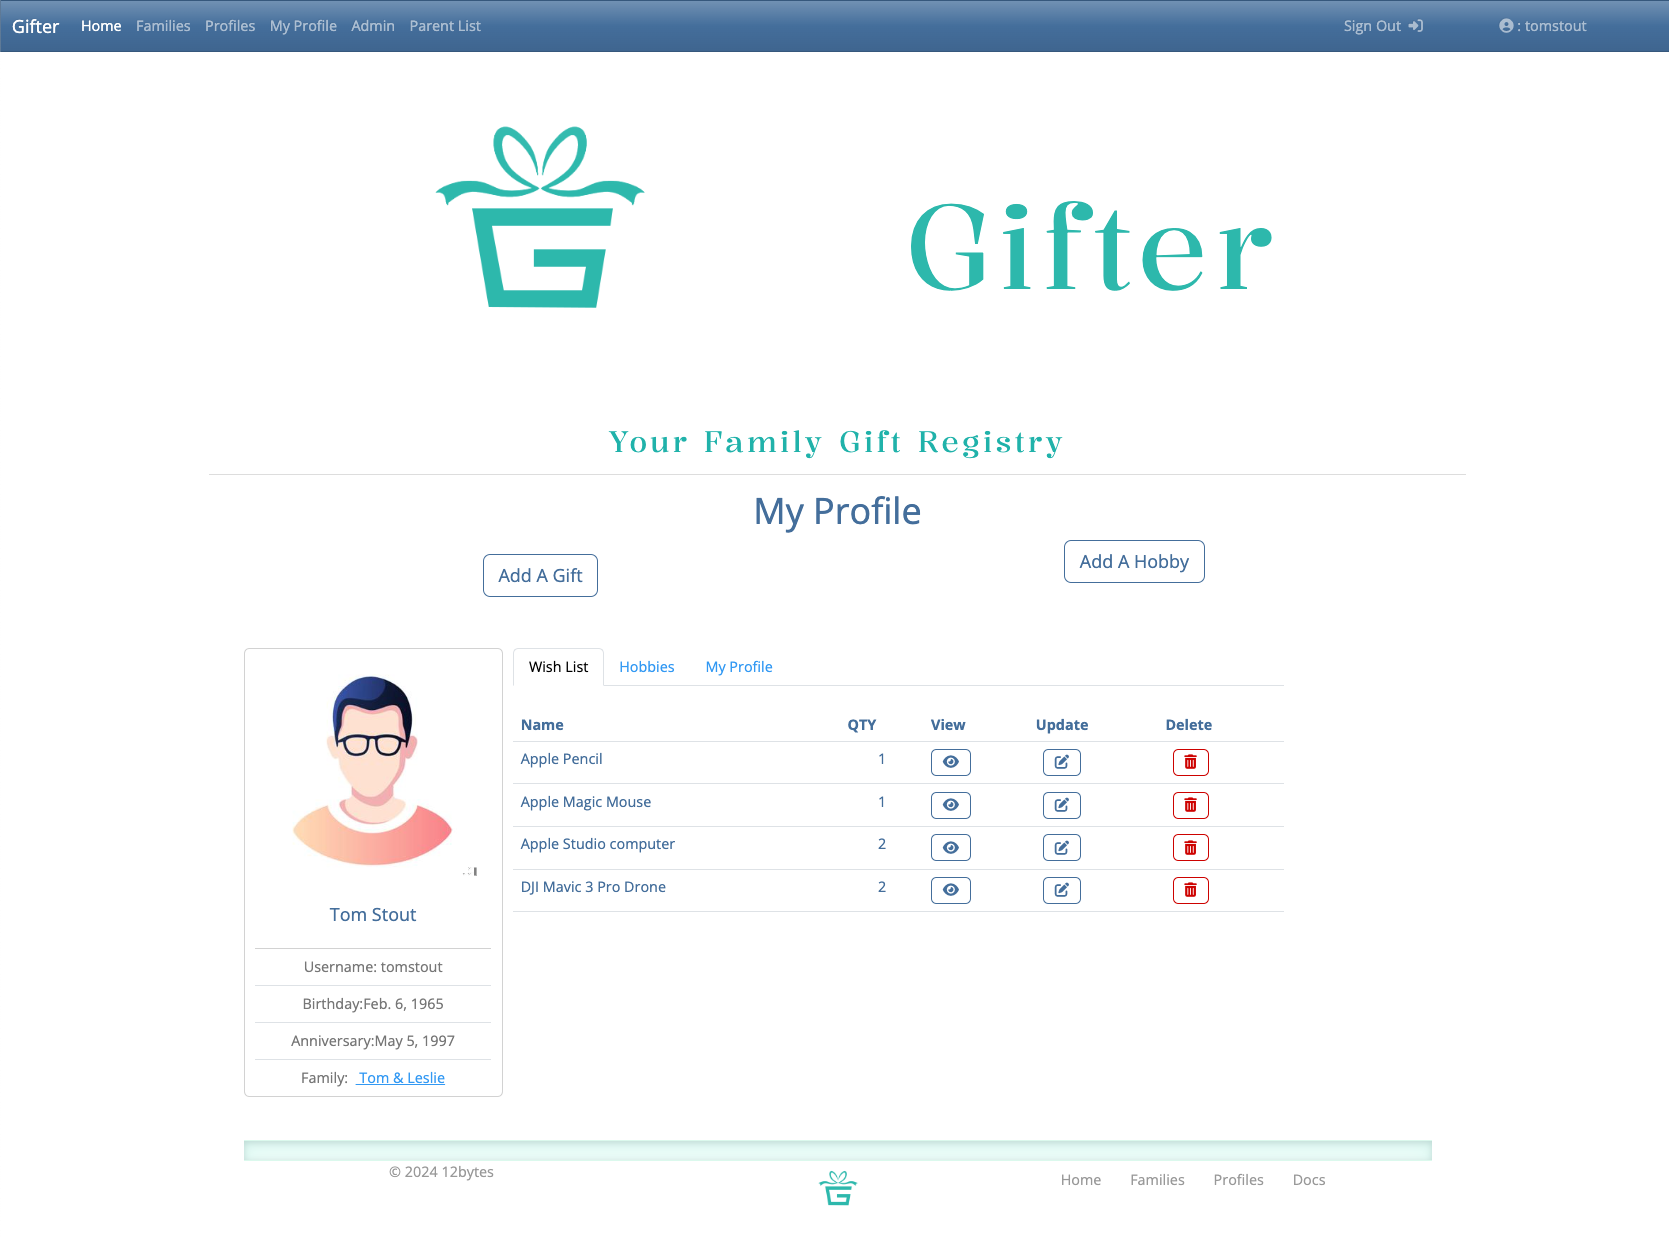 Gifter Home Families Profiles My Profile Admin Parent List Sign Out : tomstout
Gifter
Your Family Gift Registry
My Profile
Add A Gift
Add A Hobby
Tom Stout
Username: tomstout
Birthday:Feb. 6, 1965
Anniversary:May 5, 1997
Family: Tom & Leslie
Wish List Hobbies My Profile
Name QTY View Update Delete
Apple Pencil 1
Apple Magic Mouse 1
Apple Studio computer 2
DJI Mavic 3 Pro Drone 2
© 2024 12bytes
Home Families Profiles Docs